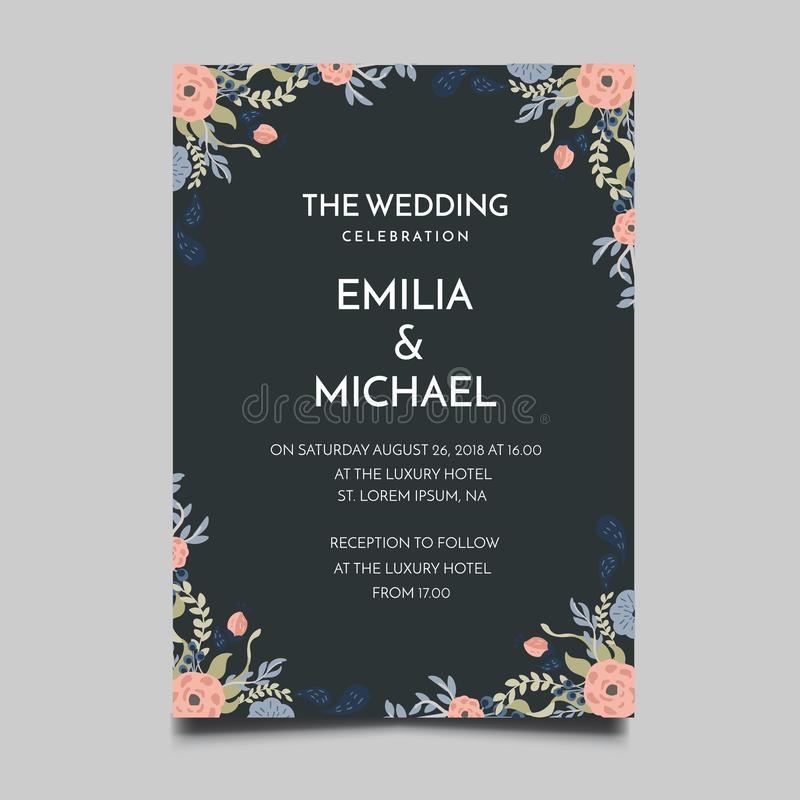 THE WEDDING
CELEBRATION
EMILIA
&
MICHAEL
dreamstime®
ON SATURDAY AUGUST 26, 2018 AT 16.00
AT THE LUXURY HOTEL
ST. LOREM IPSUM, NA
RECEPTION TO FOLLOW
AT THE LUXURY HOTEL
FROM 17.00